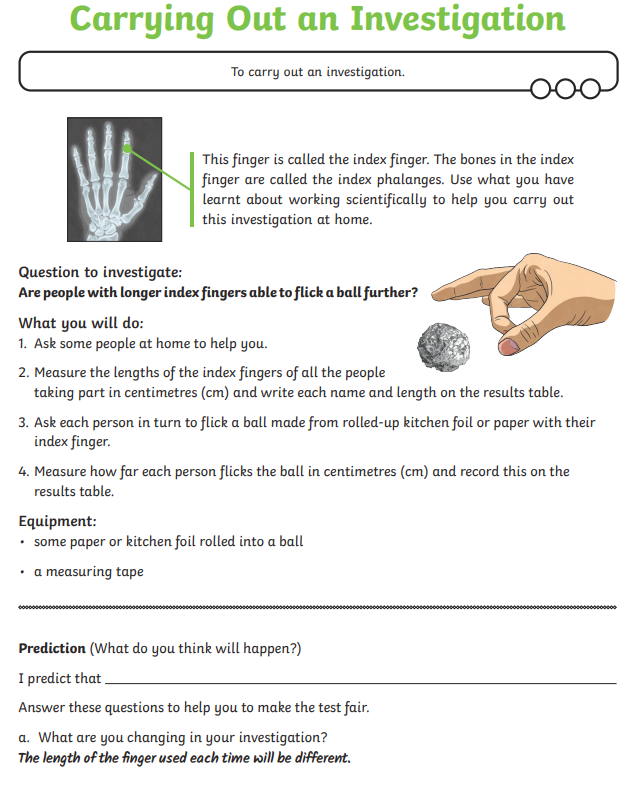 Carrying Out an Investigation
To carry out an investigation.
This finger is called the index finger. The bones in the index
finger are called the index phalanges. Use what you have
learnt about working scientifically to help you carry out
this investigation at home.
Question to investigate:
Are people with longer index fingers able to flick a ball further?
What you will do:
1. Ask some people at home to help you.
2. Measure the lengths of the index fingers of all the people
taking part in centimetres (cm) and write each name and length on the results table.
3. Ask each person in turn to flick a ball made from rolled-up kitchen foil or paper with their
index finger.
4. Measure how far each person flicks the ball in centimetres (cm) and record this on the
results table.
Equipment:
• some paper or kitchen foil rolled into a ball
• a measuring tape
Prediction (What do you think will happen?)
I predict that
Answer these questions to help you to make the test fair.
a. What are you changing in your investigation?
The length of the finger used each time will be different.